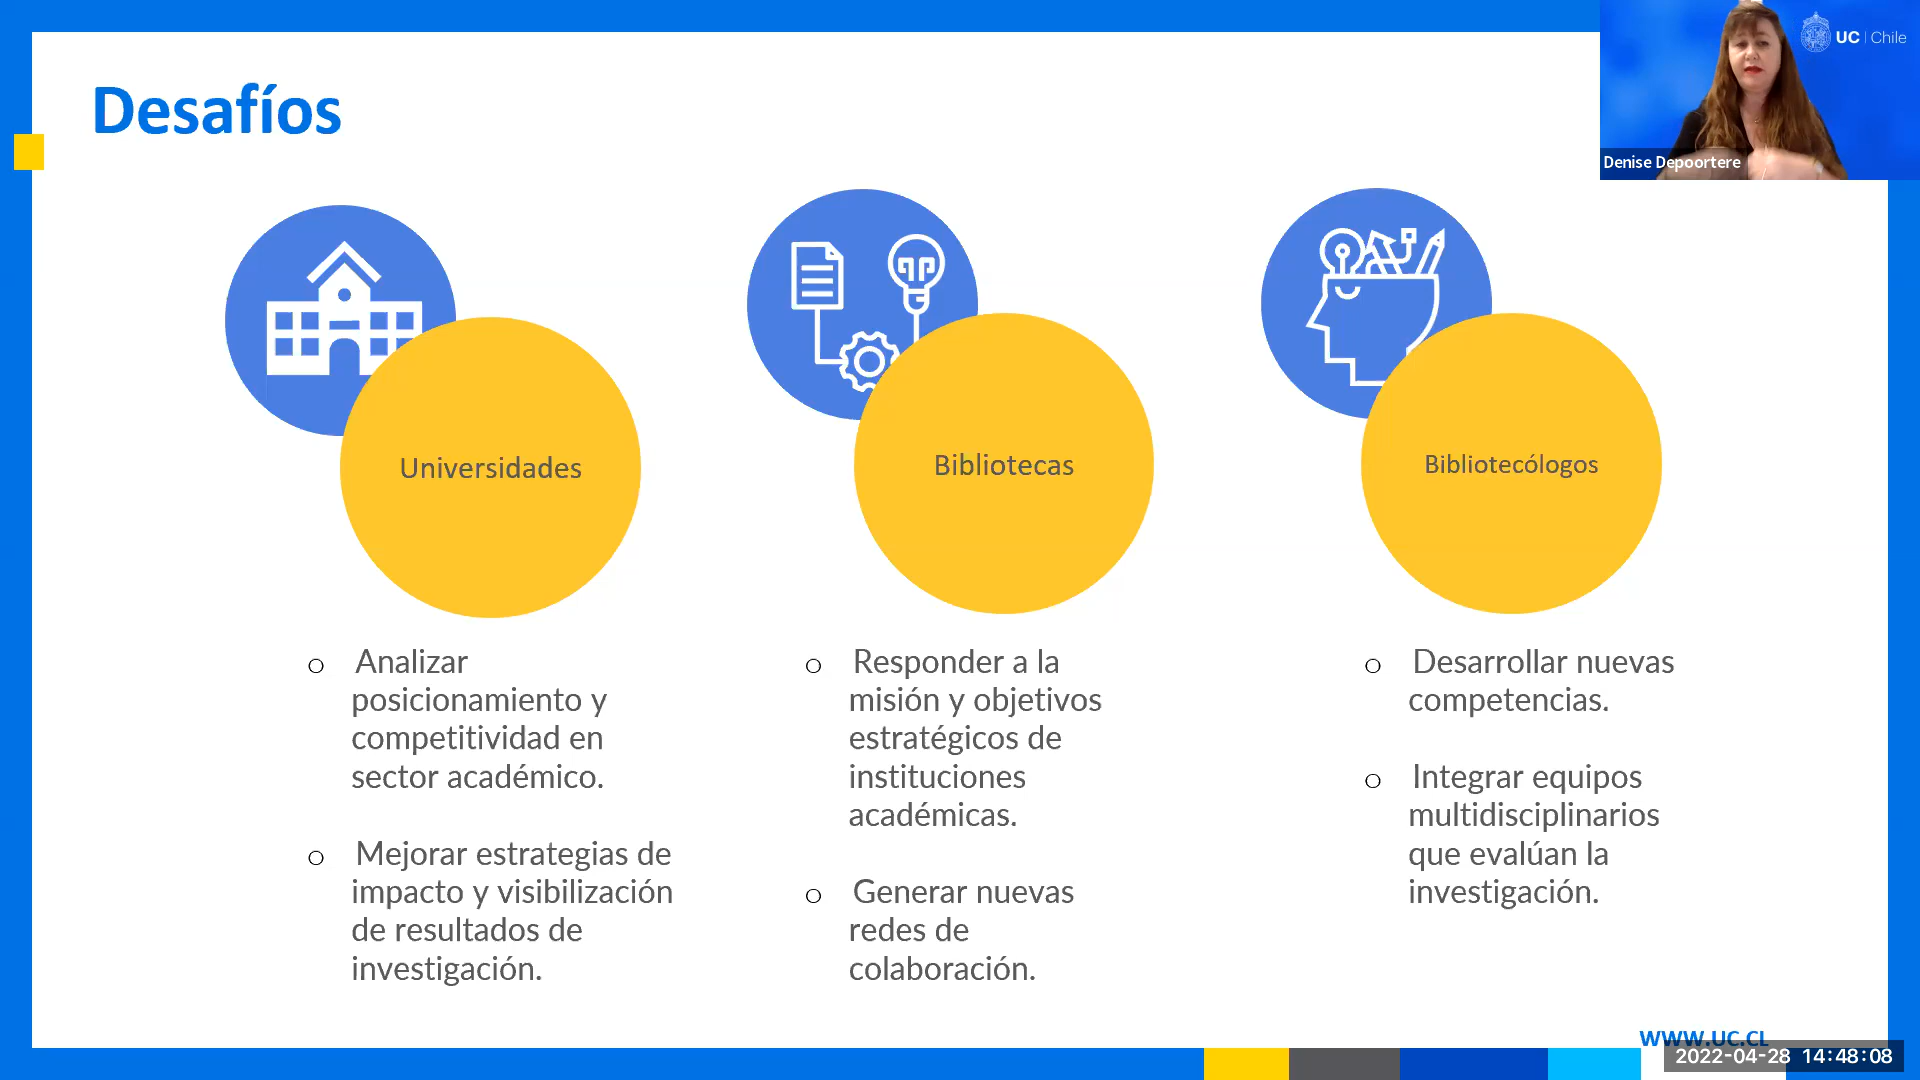 Desafíos
UC | Chile
Denise Depoortere
Universidades
o Analizar
posicionamiento y
competitividad en
sector académico.
o Mejorar estrategias de
impacto y visibilización
de resultados de
investigación.
Bibliotecas
o Responder a la
misión y objetivos
estratégicos de
instituciones
académicas.
o Generar nuevas
redes de
colaboración.
Bibliotecólogos
o Desarrollar nuevas
competencias.
o Integrar equipos
multidisciplinarios
que evalúan la
investigación.
WWW.UC.CL
2022-04-28 14:48:08